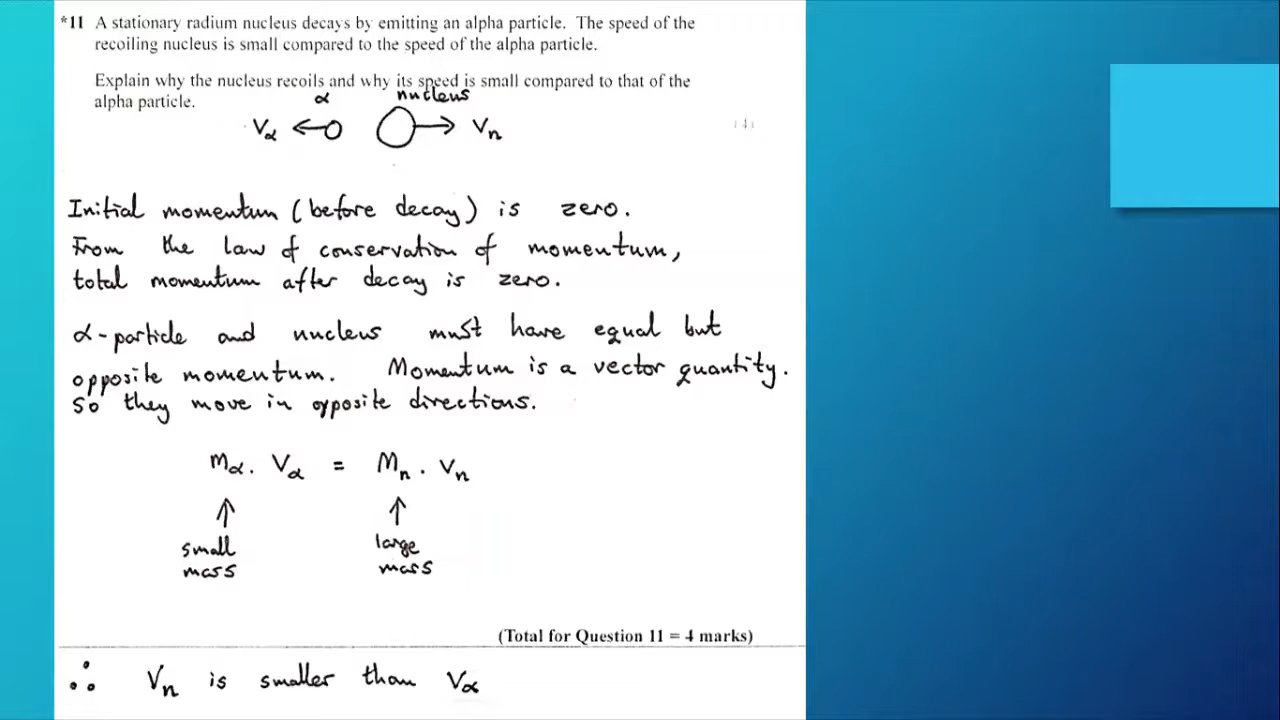 *11 A stationary radium nucleus decays by emitting an alpha particle. The speed of the
recoiling nucleus is small compared to the speed of the alpha particle.
Explain why the nucleus recoils and why its speed is small compared to that of the
alpha particle.
α nucleus
Vα Vn
(4)
Initial momentum (before decay) is zero.
From the law of conservation of momentum,
total momentum after decay is zero.
α-particle and nucleus must have equal but
opposite momentum. Momentum is a vector quantity.
So they move in opposite directions.
mα . Vα = Mn . Vn
↑ ↑
small large
mass mass
(Total for Question 11 = 4 marks)
∴ Vn is smaller than Vα